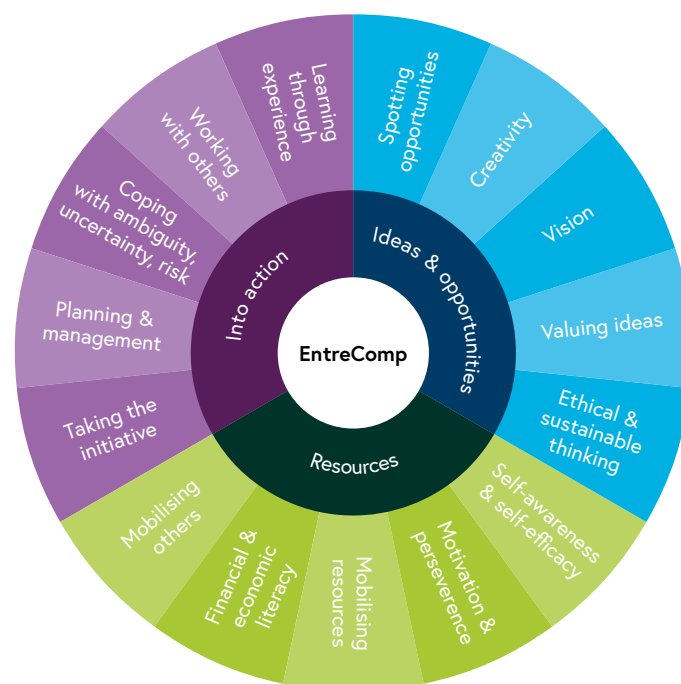 EntreComp
Ideas & opportunities
Resources
Into action
Spotting
opportunities
Creativity
Vision
Valuing ideas
Ethical &
sustainable
thinking
Self-awareness
& self-efficacy
Motivation &
perseverence
Mobilising
resources
Financial &
economic
literacy
Mobilising
others
Taking the
initiative
Planning &
management
Coping
with ambiguity,
uncertainty, risk
Working
with others
Learning
through
experience